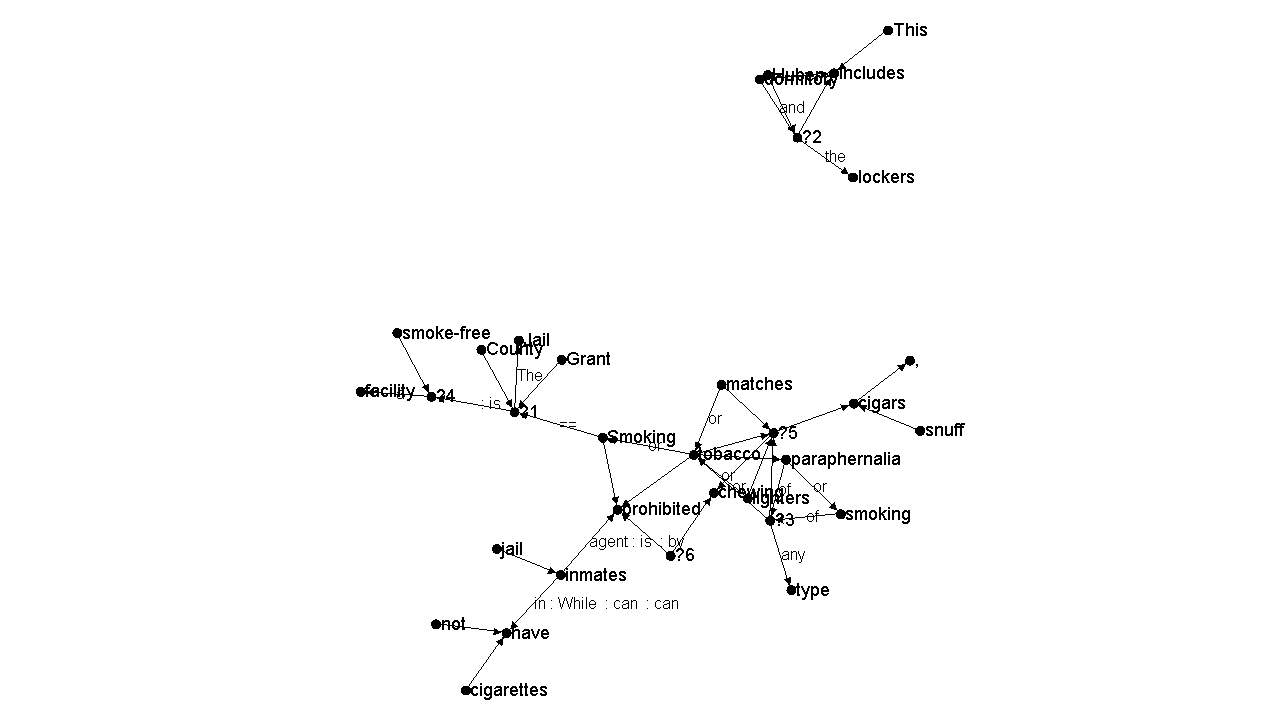 This
Huber
includes
dormitory
and
?2
the
lockers
smoke-free
Jail
County
Grant
The
matches
,
facility
?4
: is
?1
cigars
or
==
Smoking
?5
snuff
or
tobacco
paraphernalia
or
or
chewing
lighters
of
or
prohibited
?3
of
smoking
agent : is : by
?6
jail
any
inmates
type
in : While : can : can
not
have
cigarettes